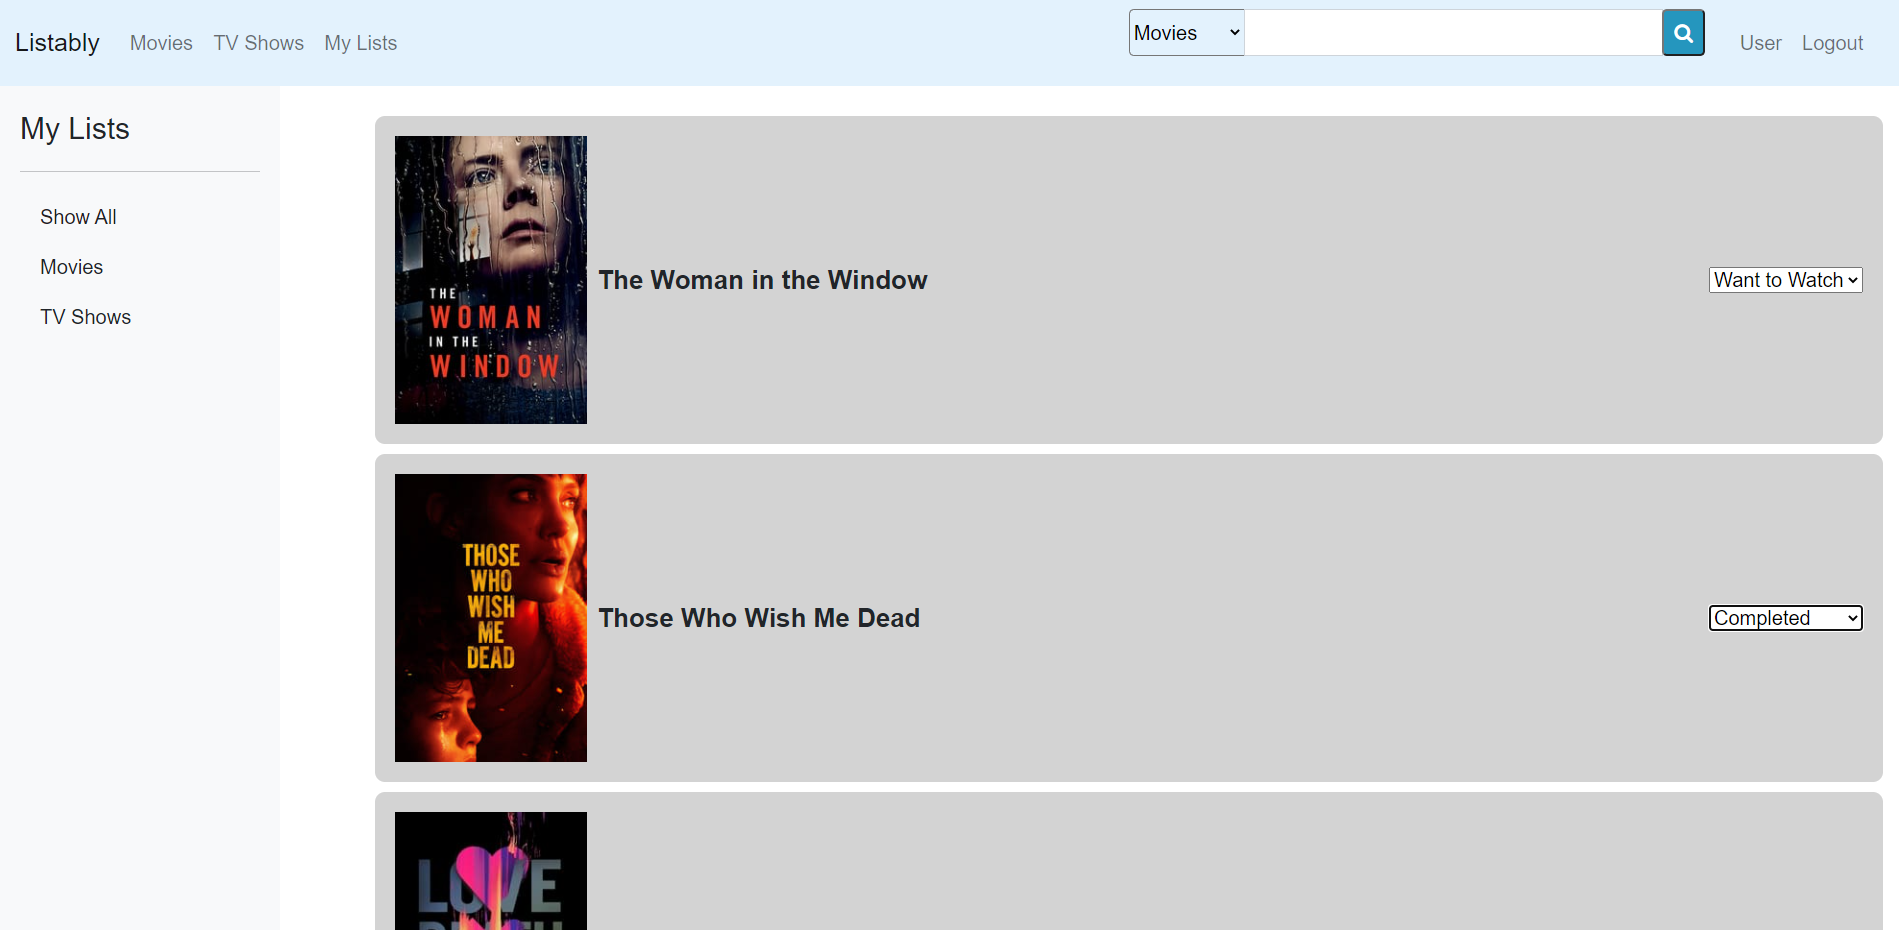 Listably Movies TV Shows My Lists Movies User Logout
My Lists
Show All
Movies
TV Shows
THE
WOMAN
IN THE
WINDOW
The Woman in the Window
Want to Watch
THOSE
WHO
WISH
ME
DEAD
Those Who Wish Me Dead
Completed
LOVE